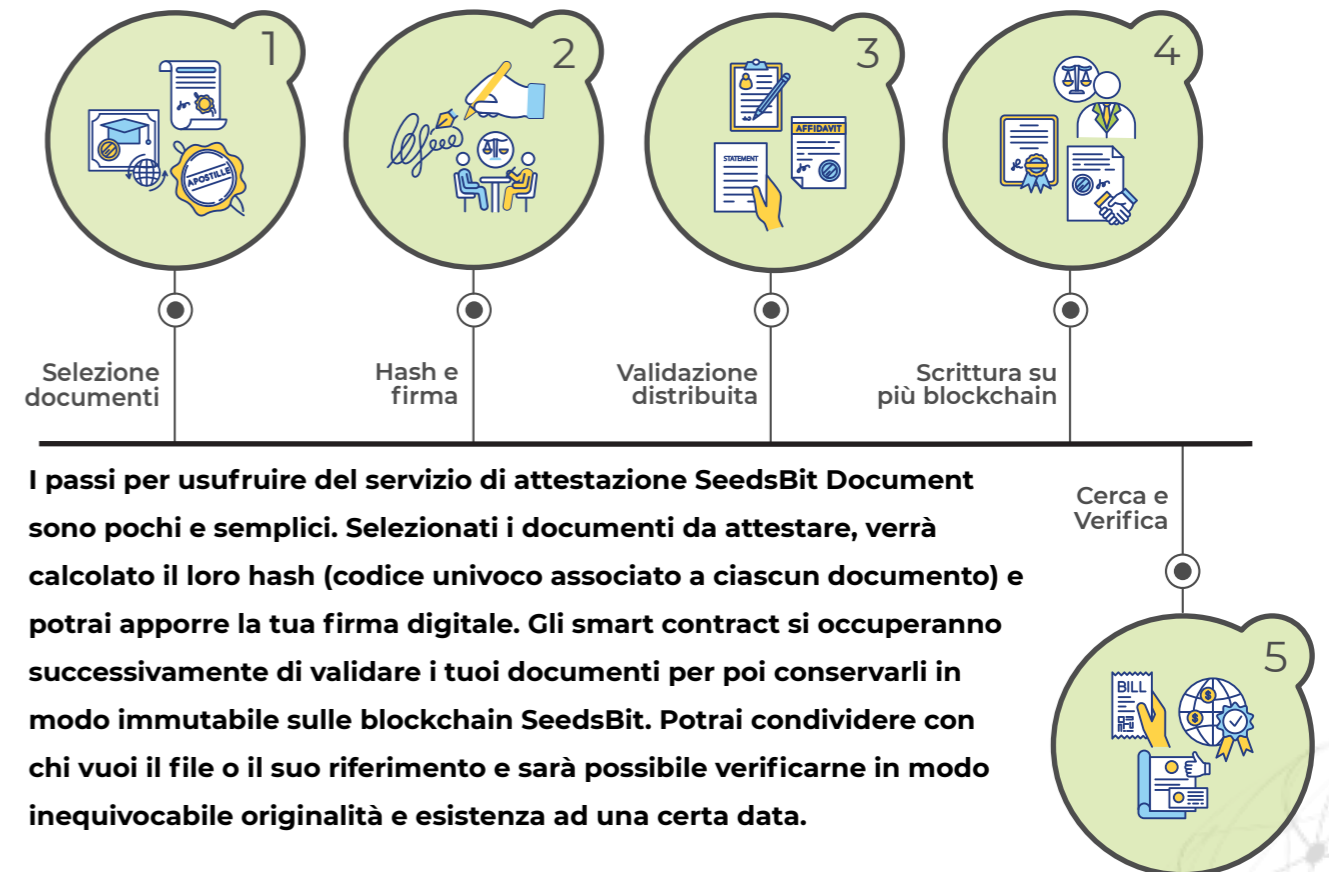 1
2
3
4
APOSTILLE
AFFIDAVIT
STATEMENT
Selezione
documenti
Hash e
firma
Validazione
distribuita
Scrittura su
più blockchain
I passi per usufruire del servizio di attestazione SeedsBit Document
sono pochi e semplici. Selezionati i documenti da attestare, verrà
calcolato il loro hash (codice univoco associato a ciascun documento) e
potrai apporre la tua firma digitale. Gli smart contract si occuperanno
successivamente di validare i tuoi documenti per poi conservarli in
modo immutabile sulle blockchain SeedsBit. Potrai condividere con
chi vuoi il file o il suo riferimento e sarà possibile verificarne in modo
inequivocabile originalità e esistenza ad una certa data.
Cerca e
Verifica
5
BILL